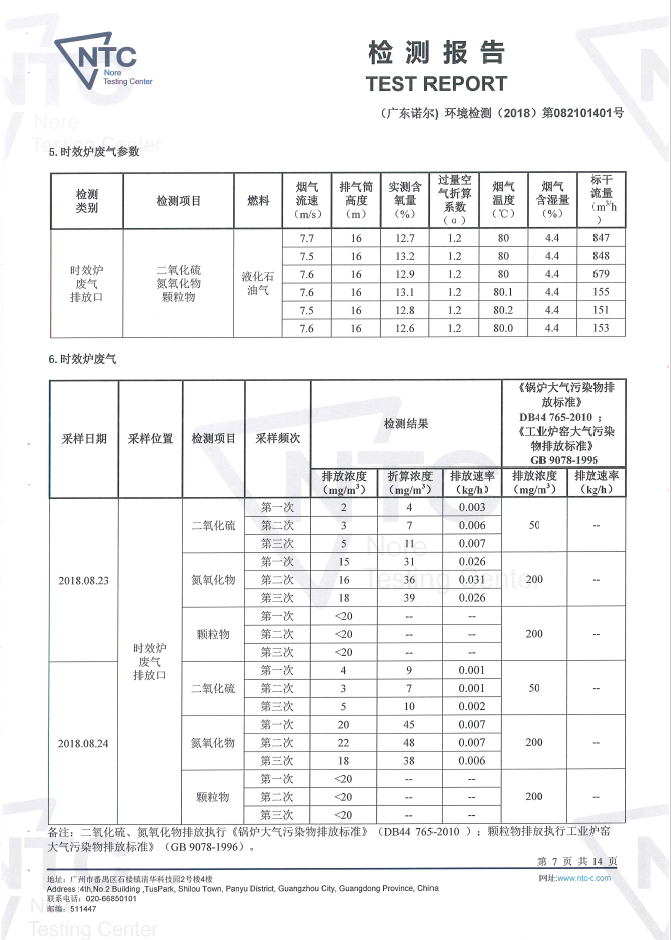 NTC
Nore
Testing Center
检测报告
TEST REPORT
（广东诺尔）环境检测（2018）第082101401号
5.时效炉废气参数
检测类别 检测项目 燃料 烟气流速（m/s） 排气筒高度（m） 实测含氧量（%） 过量空气折算系数（α） 烟气温度（℃） 烟气含湿量（%） 标干流量（m³/h）
时效炉废气排放口 二氧化硫 氮氧化物 颗粒物 液化石油气
7.7 16 12.7 1.2 80 4.4 847
7.5 16 13.2 1.2 80 4.4 848
7.6 16 12.9 1.2 80 4.4 679
7.6 16 13.1 1.2 80.1 4.4 155
7.5 16 12.8 1.2 80.2 4.4 151
7.6 16 12.6 1.2 80.0 4.4 153
6.时效炉废气
采样日期 采样位置 检测项目 采样频次 检测结果
《锅炉大气污染物排
放标准》
DB44 765-2010 ；
《工业炉窑大气污染
物排放标准》
GB 9078-1996
排放浓度（mg/m³） 折算浓度（mg/m³） 排放速率（kg/h） 排放浓度（mg/m³） 排放速率（kg/h）
2018.08.23 时效炉废气排放口
二氧化硫 第一次 2 4 0.003 50 --
第二次 3 7 0.006
第三次 5 11 0.007
氮氧化物 第一次 15 31 0.026 200 --
第二次 16 36 0.031
第三次 18 39 0.026
颗粒物 第一次 <20 -- -- 200 --
第二次 <20 -- --
第三次 <20 -- --
2018.08.24
二氧化硫 第一次 4 9 0.001 50 --
第二次 3 7 0.001
第三次 5 10 0.002
氮氧化物 第一次 20 45 0.007 200 --
第二次 22 48 0.007
第三次 18 38 0.006
颗粒物 第一次 <20 -- -- 200 --
第二次 <20 -- --
第三次 <20 -- --
备注：二氧化硫、氮氧化物排放执行《锅炉大气污染物排放标准》（DB44 765-2010 ）；颗粒物排放执行工业炉窑
大气污染物排放标准》（GB 9078-1996）。
第 7 页 共 14 页
地址：广州市番禺区石楼镇清华科技园2号楼4楼
网址:www.ntc-c.com
Address :4th,No.2 Building ,TusPark, Shilou Town, Panyu District, Guangzhou City, Guangdong Province, China
联系电话：020-66850101
邮编：511447